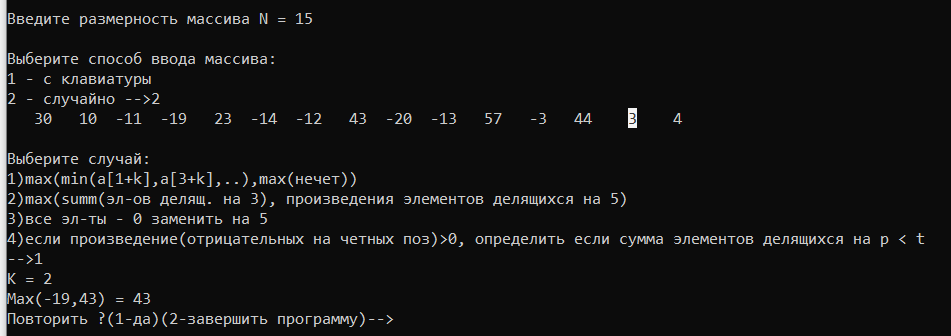 Введите размерность массива N = 15
Выберите способ ввода массива:
1 - с клавиатуры
2 - случайно -->2
30 10 -11 -19 23 -14 -12 43 -20 -13 57 -3 44 3 4
Выберите случай:
1)max(min(a[1+k],a[3+k],..),max(нечет))
2)max(summ(эл-ов делящ. на 3), произведения элементов делящихся на 5)
3)все эл-ты - 0 заменить на 5
4)если произведение(отрицательных на четных поз)>0, определить если сумма элементов делящихся на p < t
-->1
K = 2
Max(-19,43) = 43
Повторить ?(1-да)(2-завершить программу)-->